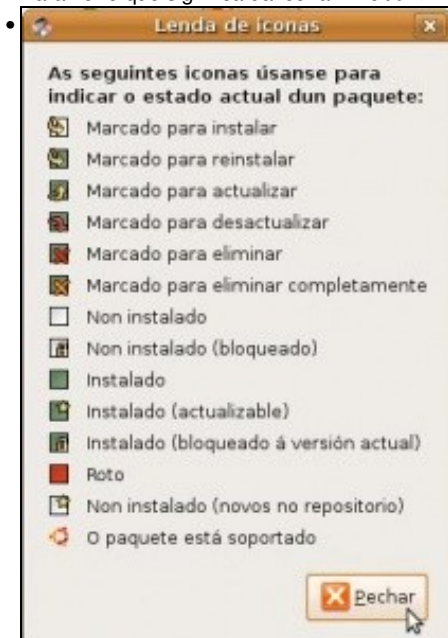 Lenda de iconas
As seguintes iconas úsanse para
indicar o estado actual dun paquete:
Marcado para instalar
Marcado para reinstalar
Marcado para actualizar
Marcado para desactualizar
Marcado para eliminar
Marcado para eliminar completamente
Non instalado
Non instalado (bloqueado)
Instalado
Instalado (actualizable)
Instalado (bloqueado á versión actual)
Roto
Non instalado (novos no repositorio)
O paquete está soportado
Pechar